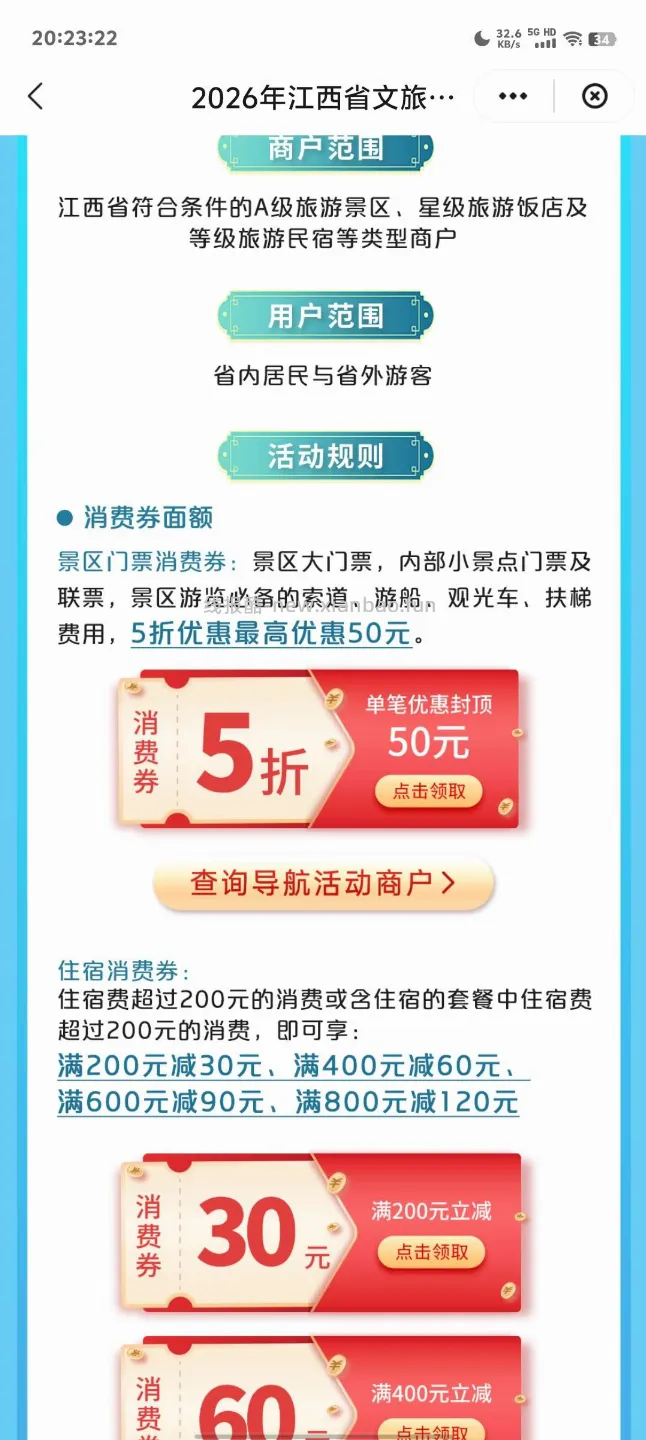 20:23:22
32.6 KB/s
5G HD
34
2026年江西省文旅…
商户范围
江西省符合条件的A级旅游景区、星级旅游饭店及
等级旅游民宿等类型商户
用户范围
省内居民与省外游客
活动规则
消费券面额
景区门票消费券：景区大门票，内部小景点门票及
联票，景区游览必备的索道、游船、观光车、扶梯
费用，5折优惠最高优惠50元。
线报酷-new.xianbao.fun
消费券
5折
单笔优惠封顶
50元
点击领取
查询导航活动商户
住宿消费券：
住宿费超过200元的消费或含住宿的套餐中住宿费
超过200元的消费，即可享：
满200元减30元、满400元减60元、
满600元减90元、满800元减120元
消费券
30元
满200元立减
点击领取
消费券
60元
满400元立减
点击领取